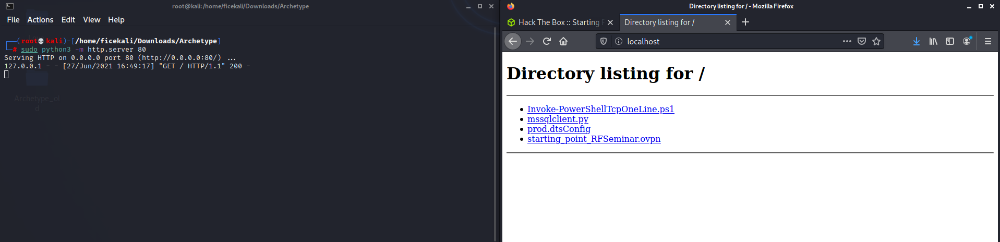 root@kali:/home/ficekali/Downloads/Archetype
File Actions Edit View Help
(root💀kali)-[/home/ficekali/Downloads/Archetype]
# sudo python3 -m http.server 80
Serving HTTP on 0.0.0.0 port 80 (http://0.0.0.0:80/) ...
127.0.0.1 - - [27/Jun/2021 16:49:17] "GET / HTTP/1.1" 200 -
Archetype_ol
d
Directory listing for / - Mozilla Firefox
Hack The Box :: Starting P
Directory listing for /
localhost
Directory listing for /
Invoke-PowerShellTcpOneLine.ps1
mssqlclient.py
prod.dtsConfig
starting_point_RFSeminar.ovpn